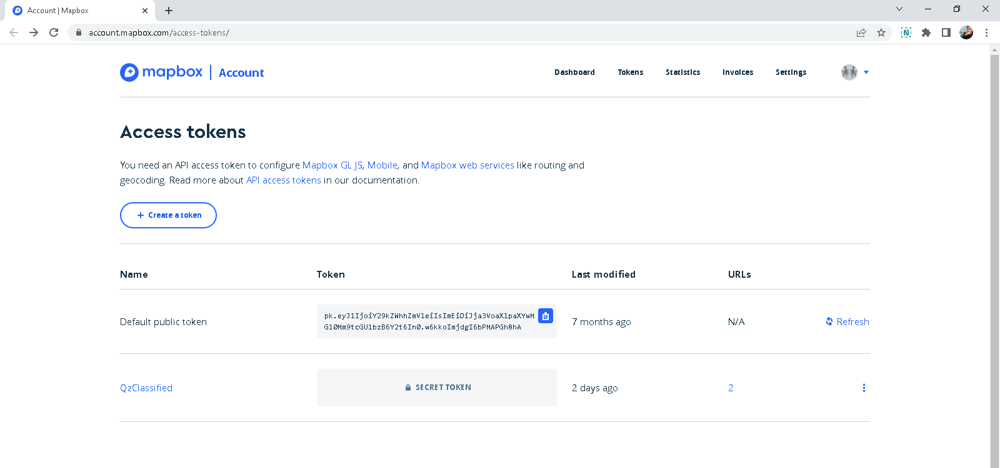 Account | Mapbox
account.mapbox.com/access-tokens/
mapbox | Account
Dashboard Tokens Statistics Invoices Settings
Access tokens
You need an API access token to configure Mapbox GL JS, Mobile, and Mapbox web services like routing and
geocoding. Read more about API access tokens in our documentation.
+ Create a token
Name Token Last modified URLs
Default public token
pk.eyJ1IjoiY29kZWhhZmVleiIsImEiOiJja3VoaXlpaXYwM
G10Mm9tcGU1bzB6Y2t6In0.w6kkoImjdgI6bPMAPGh8hA
7 months ago N/A Refresh
QzClassified SECRET TOKEN 2 days ago 2